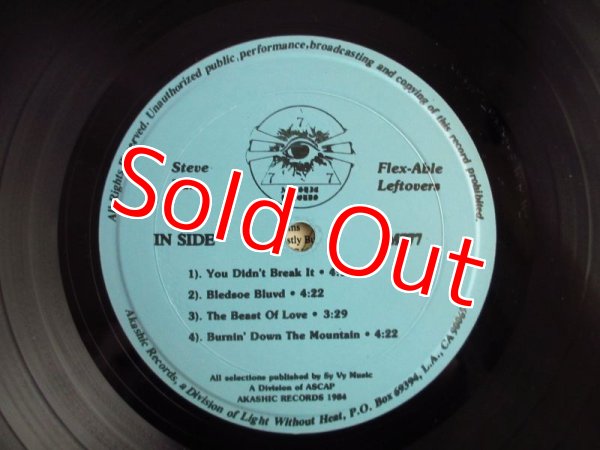 All Rights Reserved. Unauthorized public, performance, broadcasting and copying of this record prohibited.
7
7 7
Steve
Flex-Able
Leftovers
IN SIDE
777
1). You Didn't Break It • 4:
2). Bledsoe Bluvd • 4:22
3). The Beast Of Love • 3:29
4). Burnin' Down The Mountain • 4:22
All selections published by Sy Vy Music
A Division of ASCAP
AKASHIC RECORDS 1984
Akashic Records, a Division of Light Without Heat, P.O. Box 69394, L.A., CA 90069
Sold Out